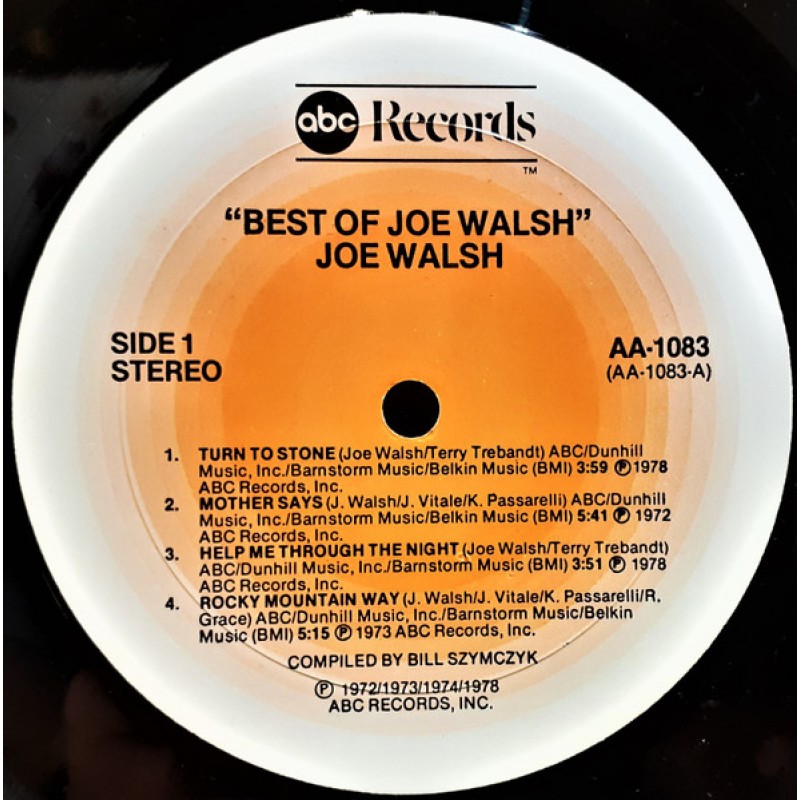 abc Records
TM
"BEST OF JOE WALSH"
JOE WALSH
SIDE 1
STEREO
AA-1083
(AA-1083-A)
1. TURN TO STONE (Joe Walsh/Terry Trebandt) ABC/Dunhill
Music, Inc./Barnstorm Music/Belkin Music (BMI) 3:59 Ⓟ 1978
ABC Records, Inc.
2. MOTHER SAYS (J. Walsh/J. Vitale/K. Passarelli) ABC/Dunhill
Music, Inc./Barnstorm Music/Belkin Music (BMI) 5:41 Ⓟ 1972
ABC Records, Inc.
3. HELP ME THROUGH THE NIGHT (Joe Walsh/Terry Trebandt)
ABC/Dunhill Music, Inc./Barnstorm Music (BMI) 3:51 Ⓟ 1978
ABC Records, Inc.
4. ROCKY MOUNTAIN WAY (J. Walsh/J. Vitale/K. Passarelli/R.
Grace) ABC/Dunhill Music, Inc./Barnstorm Music/Belkin
Music (BMI) 5:15 Ⓟ 1973 ABC Records, Inc.
COMPILED BY BILL SZYMCZYK
Ⓟ 1972/1973/1974/1978
ABC RECORDS, INC.